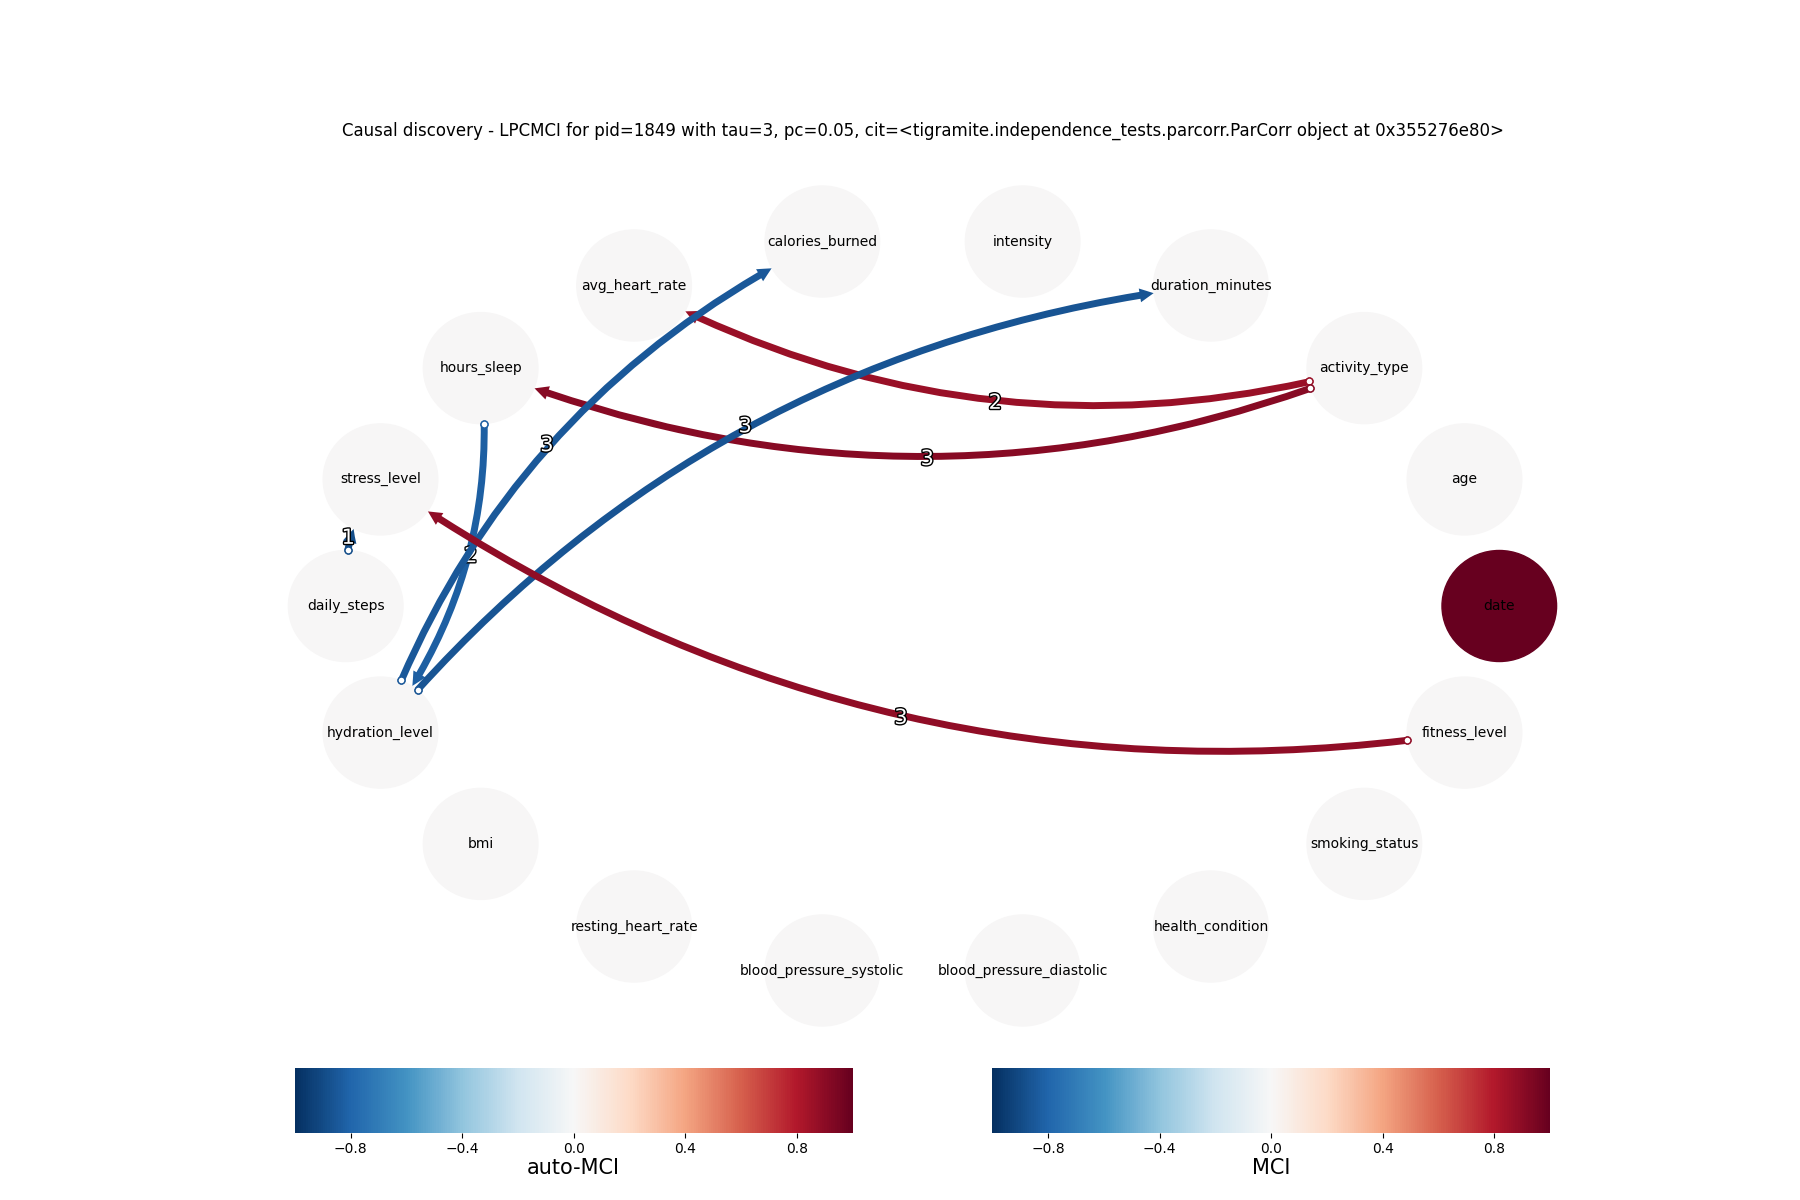 Causal discovery - LPCMCI for pid=1849 with tau=3, pc=0.05, cit=<tigramite.independence_tests.parcorr.ParCorr object at 0x355276e80>
calories_burned
intensity
avg_heart_rate
duration_minutes
hours_sleep
activity_type
2
3
3
3
stress_level
age
1
2
daily_steps
date
3
hydration_level
fitness_level
bmi
smoking_status
resting_heart_rate
health_condition
blood_pressure_systolic
blood_pressure_diastolic
−0.8 −0.4 0.0 0.4 0.8
auto-MCI
−0.8 −0.4 0.0 0.4 0.8
MCI